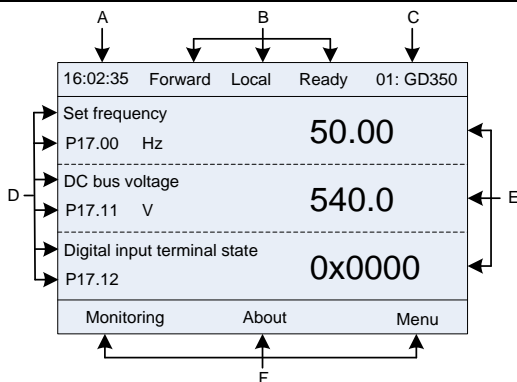 A B C
16:02:35 Forward Local Ready 01: GD350
Set frequency
P17.00 Hz 50.00
DC bus voltage
P17.11 V 540.0
Digital input terminal state
P17.12 0x0000
D E
Monitoring About Menu
F